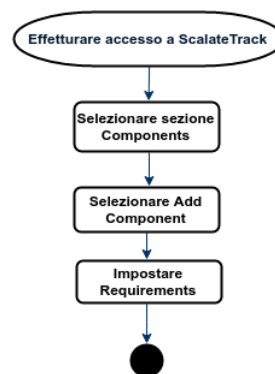 Effetturare accesso a ScalateTrack
Selezionare sezione
Components
Selezionare Add
Component
Impostare
Requirements